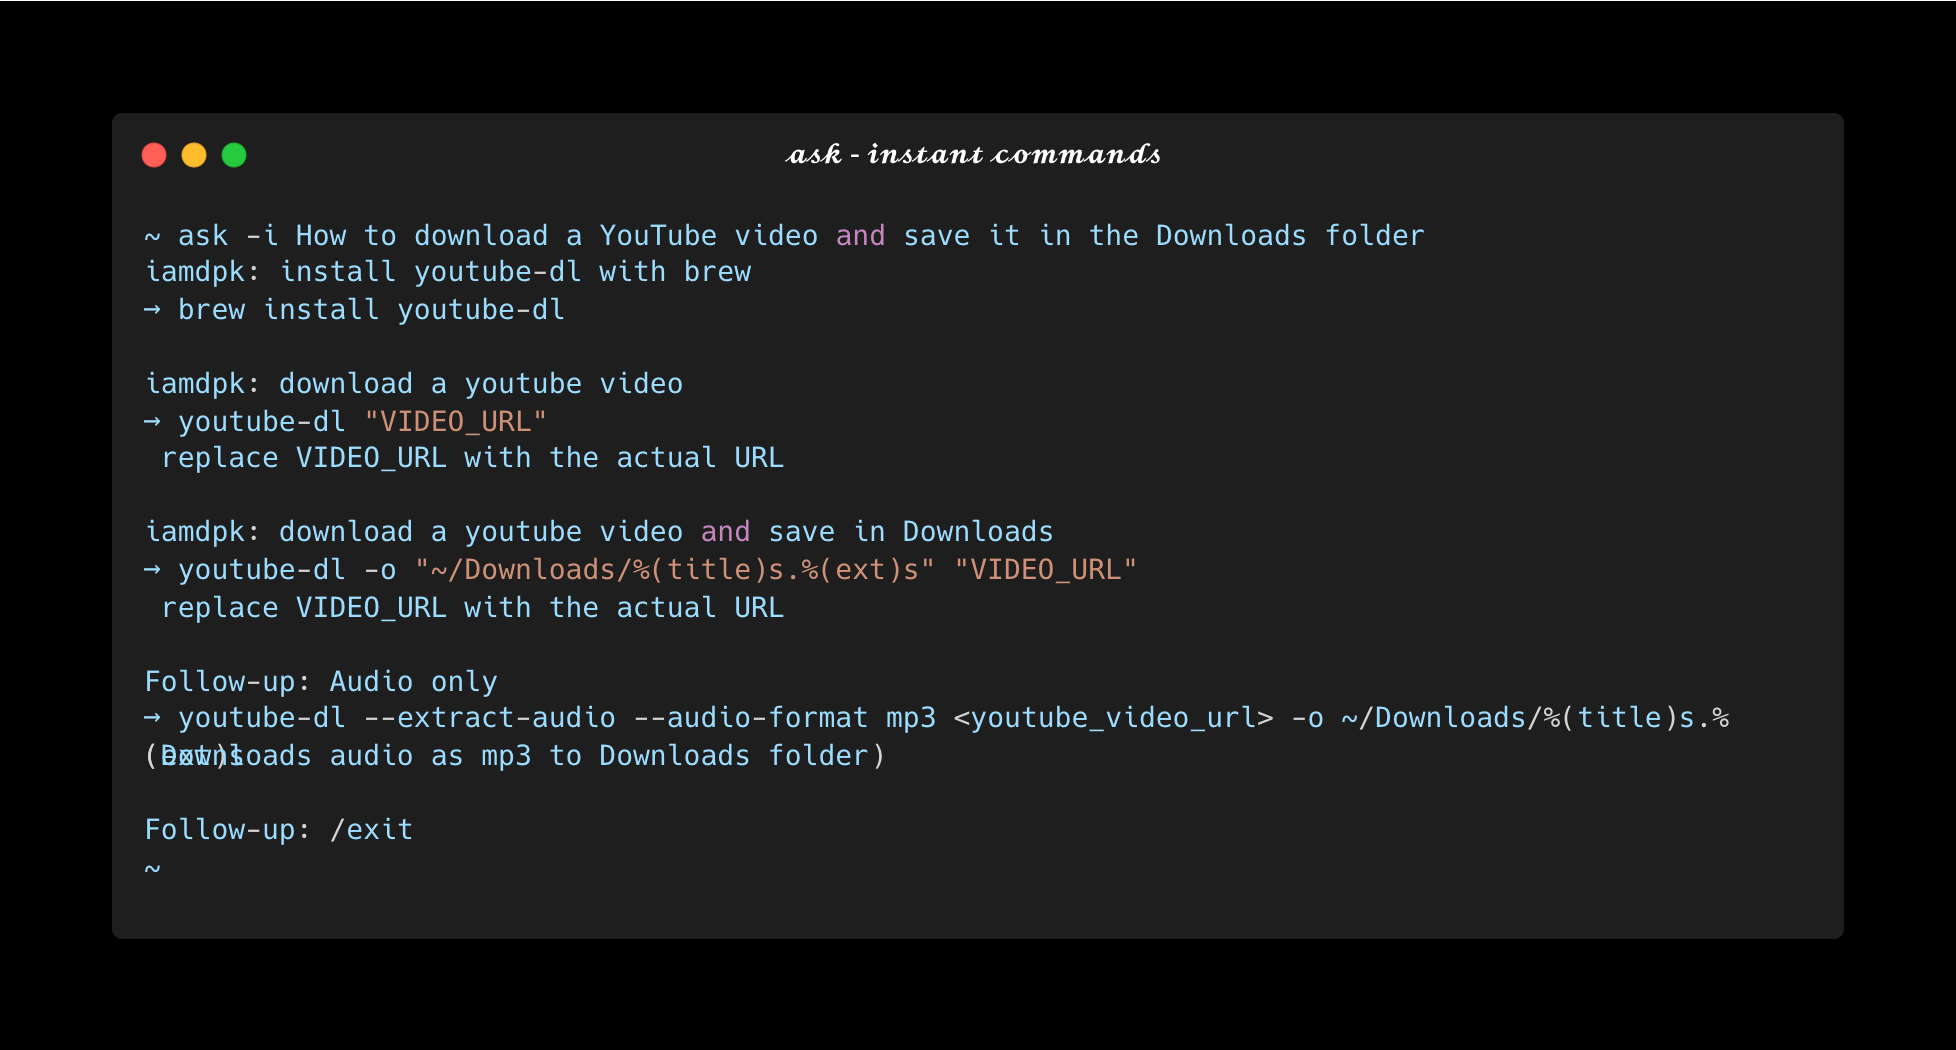 ask - instant commands
~ ask -i How to download a YouTube video and save it in the Downloads folder
iamdpk: install youtube-dl with brew
→ brew install youtube-dl
iamdpk: download a youtube video
→ youtube-dl "VIDEO_URL"
replace VIDEO_URL with the actual URL
iamdpk: download a youtube video and save in Downloads
→ youtube-dl -o "~/Downloads/%(title)s.%(ext)s" "VIDEO_URL"
replace VIDEO_URL with the actual URL
Follow-up: Audio only
→ youtube-dl --extract-audio --audio-format mp3 <youtube_video_url> -o ~/Downloads/%(title)s.%
(ext)s
Downloads audio as mp3 to Downloads folder)
Follow-up: /exit
~